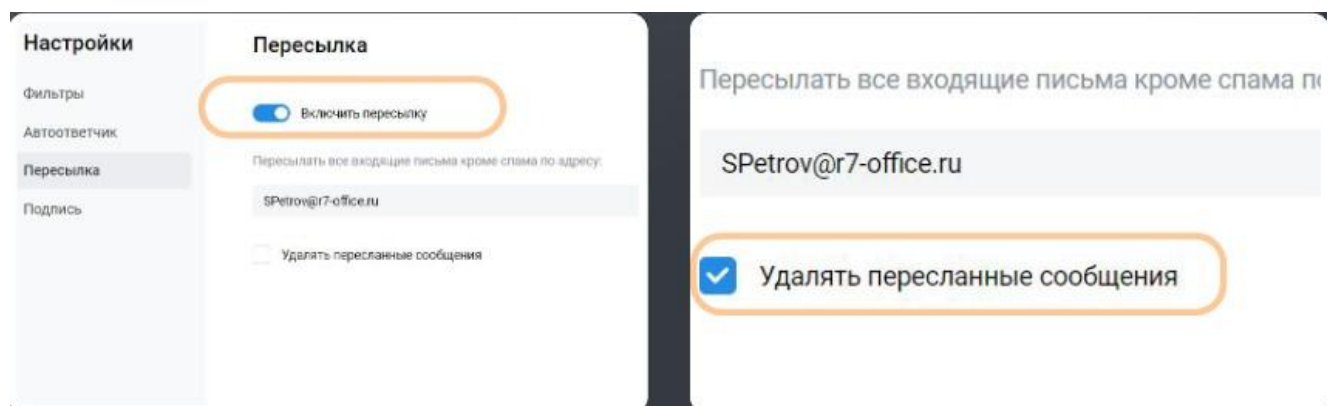 Настройки
Фильтры
Автоответчик
Пересылка
Подпись
Пересылка
Включить пересылку
Пересылать все входящие письма кроме спама по адресу:
SPetrov@r7-office.ru
Удалять пересланные сообщения
Пересылать все входящие письма кроме спама
SPetrov@r7-office.ru
Удалять пересланные сообщения